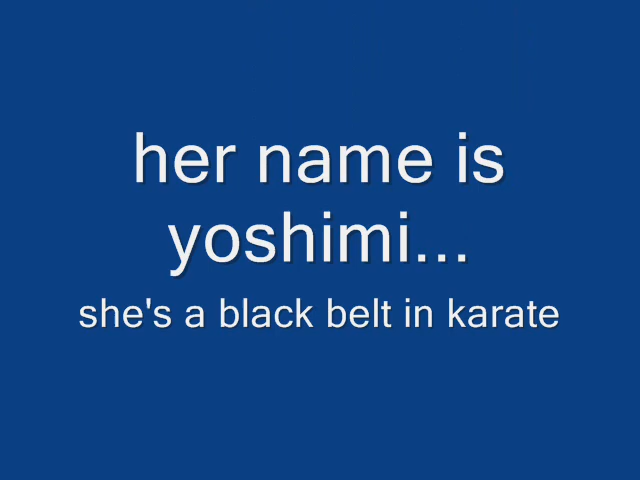 her name is
yoshimi...
she's a black belt in karate